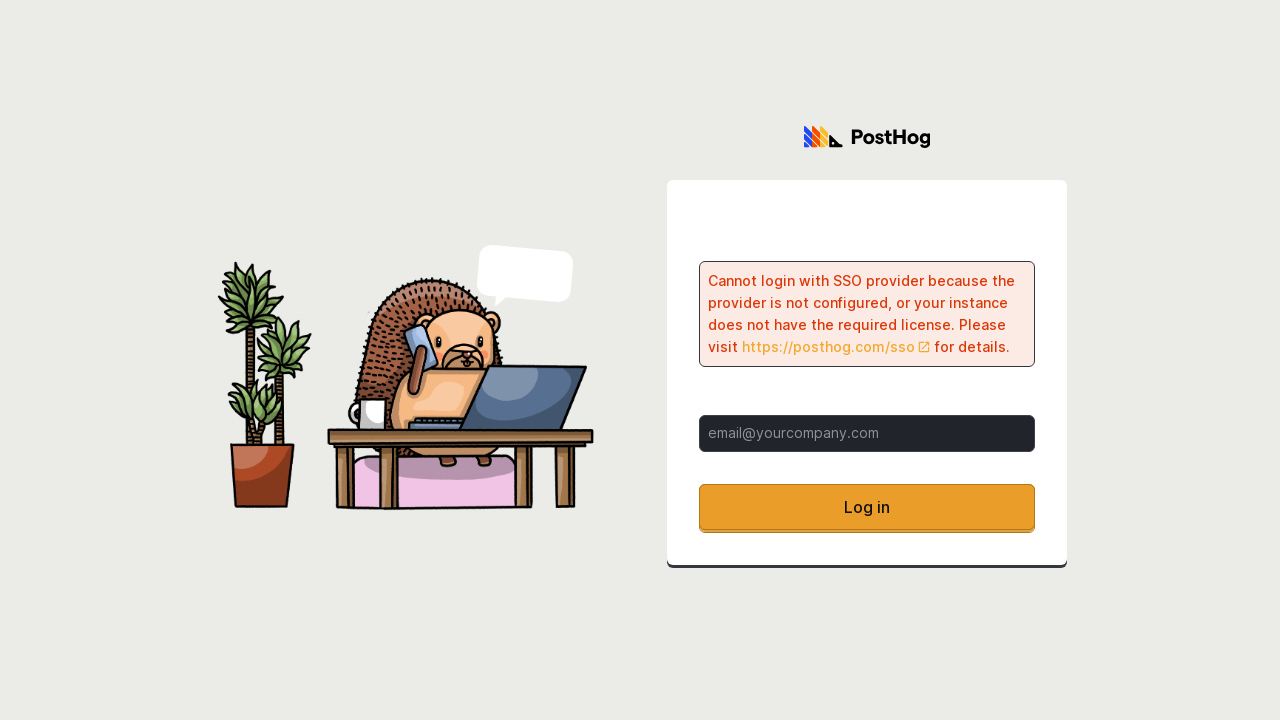 PostHog
Cannot login with SSO provider because the
provider is not configured, or your instance
does not have the required license. Please
visit https://posthog.com/sso for details.
email@yourcompany.com
Log in